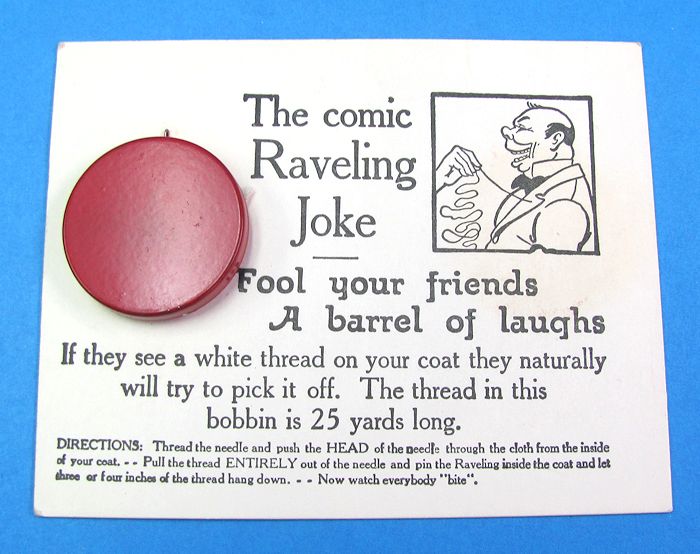 The comic
Raveling
Joke
Fool your friends
A barrel of laughs
If they see a white thread on your coat they naturally
will try to pick it off. The thread in this
bobbin is 25 yards long.
DIRECTIONS: Thread the needle and push the HEAD of the needle through the cloth from the inside
of your coat. - - Pull the thread ENTIRELY out of the needle and pin the Raveling inside the coat and let
three or four inches of the thread hang down. - - Now watch everybody "bite".